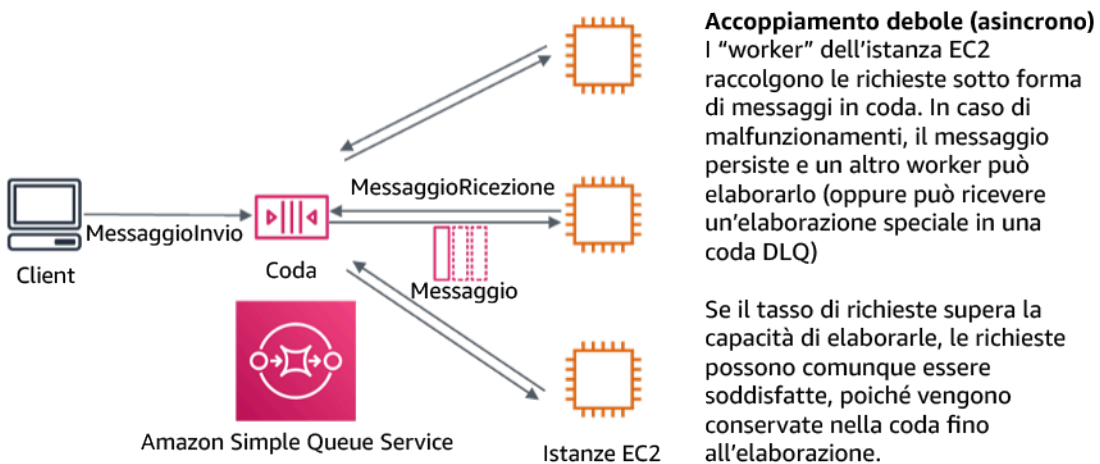 Client
MessaggioInvio
Coda
MessaggioRicezione
Messaggio
Amazon Simple Queue Service
Istanze EC2
Accoppiamento debole (asincrono)
I “worker” dell’istanza EC2
raccolgono le richieste sotto forma
di messaggi in coda. In caso di
malfunzionamenti, il messaggio
persiste e un altro worker può
elaborarlo (oppure può ricevere
un’elaborazione speciale in una
coda DLQ)
Se il tasso di richieste supera la
capacità di elaborarle, le richieste
possono comunque essere
soddisfatte, poiché vengono
conservate nella coda fino
all’elaborazione.